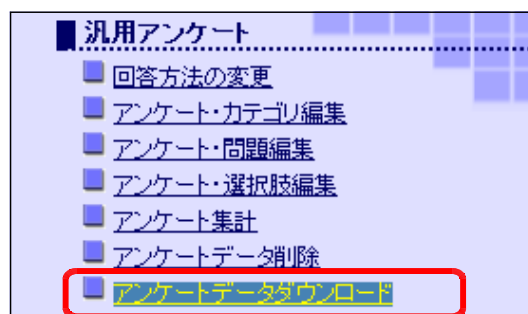 汎用アンケート
回答方法の変更
アンケート・カテゴリ編集
アンケート・問題編集
アンケート・選択肢編集
アンケート集計
アンケートデータ削除
アンケートデータダウンロード